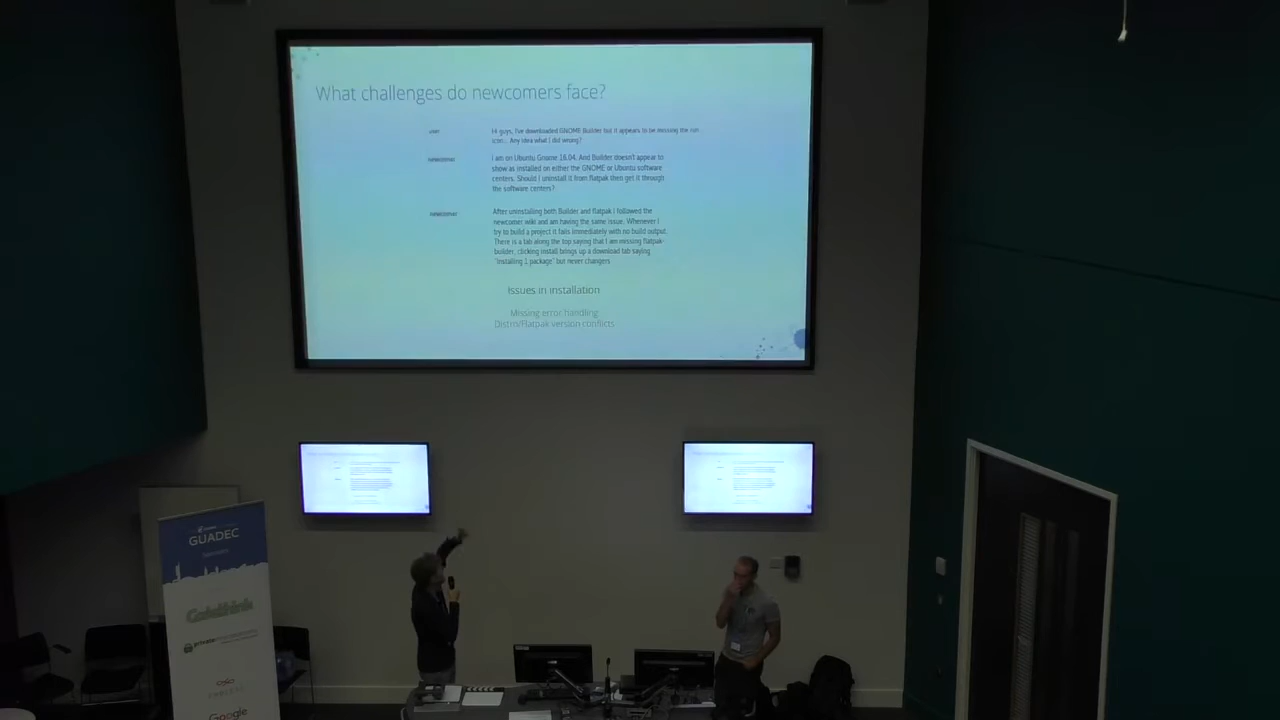 What challenges do newcomers face?
user
Hi guys, I've downloaded GNOME Builder but it appears to be missing the run
icon... Any idea what I did wrong?
newcomer
I am on Ubuntu Gnome 16.04. And Builder doesn't appear to
show as installed on either the GNOME or Ubuntu software
centers. Should I uninstall it from flatpak then get it through
the software centers?
newcomer
After uninstalling both Builder and flatpak I followed the
newcomer wiki and am having the same issue. Whenever I
try to build a project it fails immediately with no build output.
There is a tab along the top saying that I am missing flatpak-
builder, clicking install brings up a download tab saying
"Installing 1 package" but never changers
Issues in installation
Missing error handling
Distro/Flatpak version conflicts
GUADEC
Codethink
Google